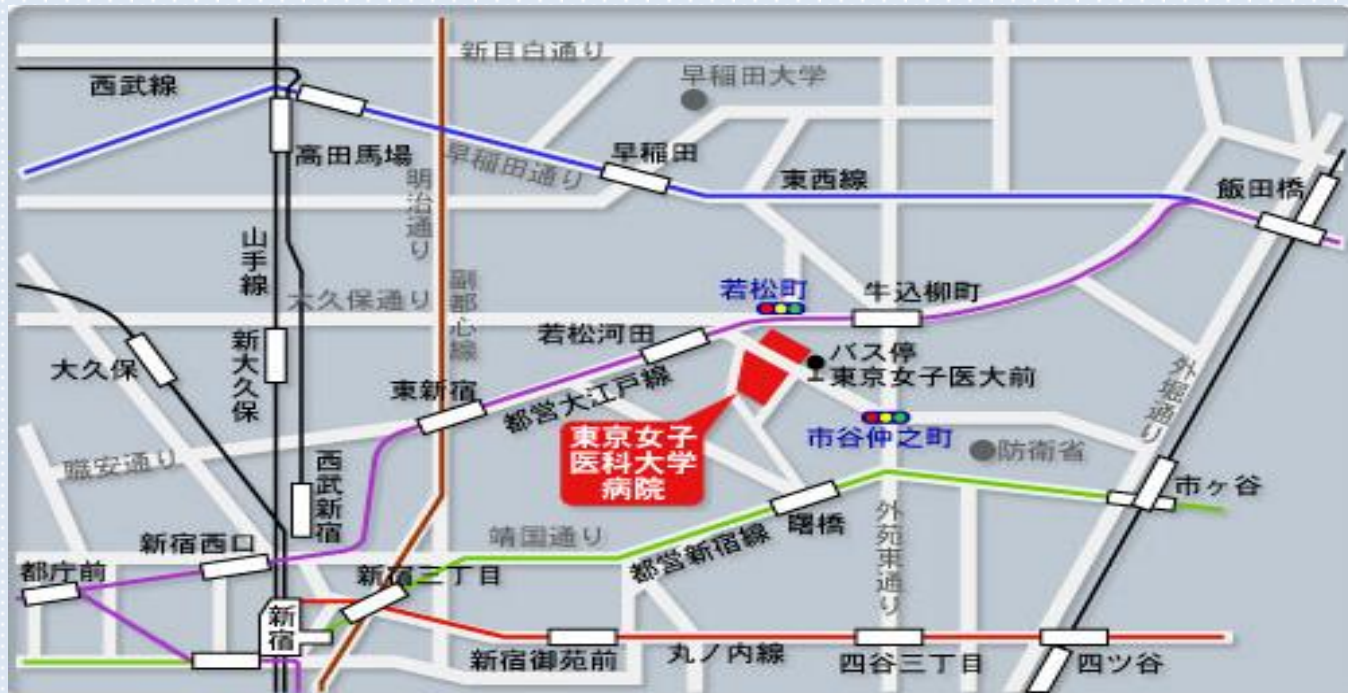 新目白通り
西武線
早稲田大学
高田馬場
早稲田通り
早稲田
東西線
飯田橋
明治通り
山手線
大久保通り
副都心線
若松町
牛込柳町
若松河田
バス停
東京女子医大前
大久保
新大久保
東新宿
都営大江戸線
外堀通り
市谷仲之町
東京女子
医科大学
病院
防衛省
職安通り
西武新宿
市ヶ谷
新宿西口
靖国通り
都営新宿線
曙橋
外苑東通り
都庁前
新宿三丁目
新宿
新宿御苑前
丸ノ内線
四谷三丁目
四ツ谷